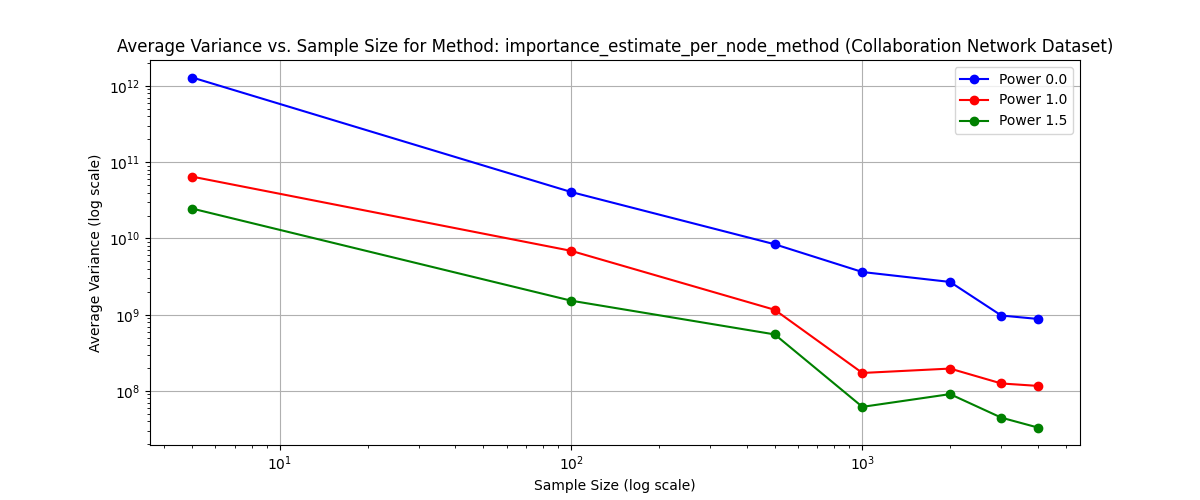 Average Variance vs. Sample Size for Method: importance_estimate_per_node_method (Collaboration Network Dataset)
Average Variance (log scale)
10¹²
10¹¹
10¹⁰
10⁹
10⁸
Power 0.0
Power 1.0
Power 1.5
10¹ 10² 10³
Sample Size (log scale)